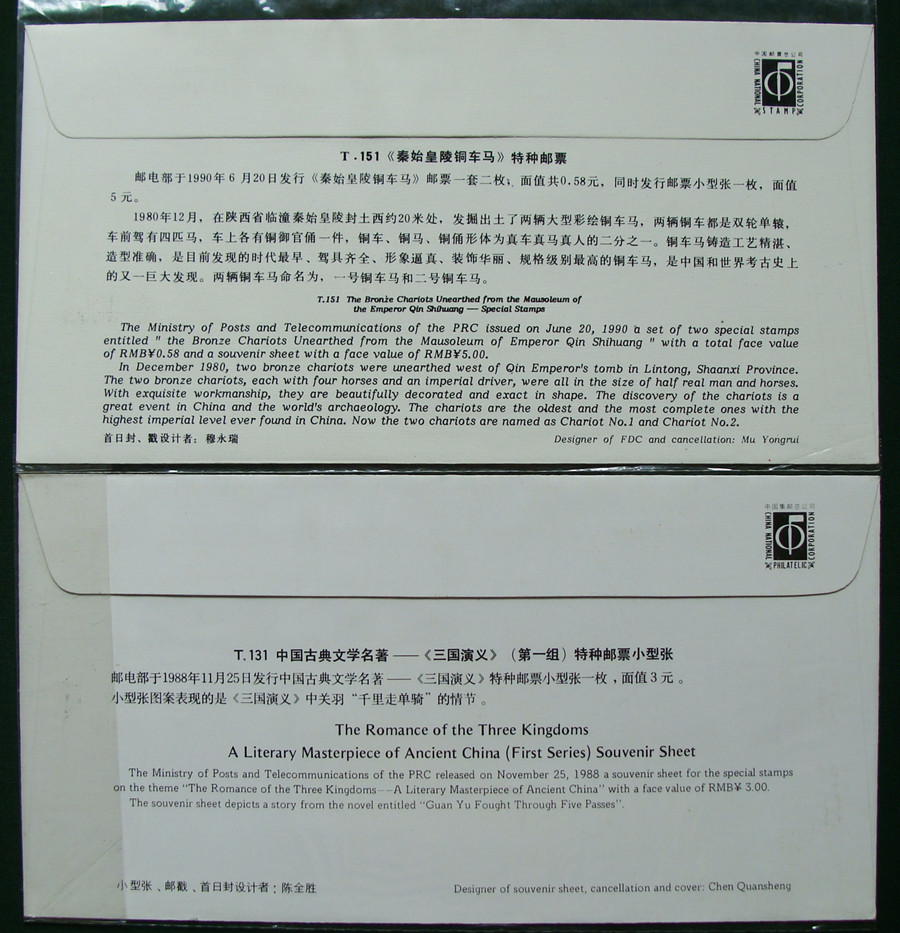 中国邮票总公司
CHINA NATIONAL
STAMP
CORPORATION
T.151《秦始皇陵铜车马》特种邮票
邮电部于1990年6月20日发行《秦始皇陵铜车马》邮票一套二枚，面值共0.58元，同时发行邮票小型张一枚，面值
5元。
1980年12月，在陕西省临潼秦始皇陵封土西约20米处，发掘出土了两辆大型彩绘铜车马，两辆铜车都是双轮单辕，
车前驾有四匹马，车上各有铜御官俑一件，铜车、铜马、铜俑形体为真车真马真人的二分之一。铜车马铸造工艺精湛、
造型准确，是目前发现的时代最早、驾具齐全、形象逼真、装饰华丽、规格级别最高的铜车马，是中国和世界考古史上
的又一巨大发现。两辆铜车马命名为，一号铜车马和二号铜车马。
T.151 The Bronze Chariots Unearthed from the Mausoleum of
the Emperor Qin Shihuang — Special Stamps
The Ministry of Posts and Telecommunications of the PRC issued on June 20, 1990 a set of two special stamps
entitled " the Bronze Chariots Unearthed from the Mausoleum of Emperor Qin Shihuang " with a total face value
of RMB¥0.58 and a souvenir sheet with a face value of RMB¥5.00.
In December 1980, two bronze chariots were unearthed west of Qin Emperor's tomb in Lintong, Shaanxi Province.
The two bronze chariots, each with four horses and an imperial driver, were all in the size of half real man and horses.
With exquisite workmanship, they are beautifully decorated and exact in shape. The discovery of the chariots is a
great event in China and the world's archaeology. The chariots are the oldest and the most complete ones with the
highest imperial level ever found in China. Now the two chariots are named as Chariot No.1 and Chariot No.2.
首日封、戳设计者：穆永瑞
Designer of FDC and cancellation: Mu Yongrui
中国集邮总公司
CHINA NATIONAL
PHILATELIC
CORPORATION
T.131 中国古典文学名著——《三国演义》（第一组）特种邮票小型张
邮电部于1988年11月25日发行中国古典文学名著——《三国演义》特种邮票小型张一枚，面值3元。
小型张图案表现的是《三国演义》中关羽“千里走单骑”的情节。
The Romance of the Three Kingdoms
A Literary Masterpiece of Ancient China (First Series) Souvenir Sheet
The Ministry of Posts and Telecommunications of the PRC released on November 25, 1988 a souvenir sheet for the special stamps
on the theme “The Romance of the Three Kingdoms——A Literary Masterpiece of Ancient China” with a face value of RMB¥ 3.00.
The souvenir sheet depicts a story from the novel entitled “Guan Yu Fought Through Five Passes”.
小型张、邮戳、首日封设计者：陈全胜
Designer of souvenir sheet, cancellation and cover: Chen Quansheng